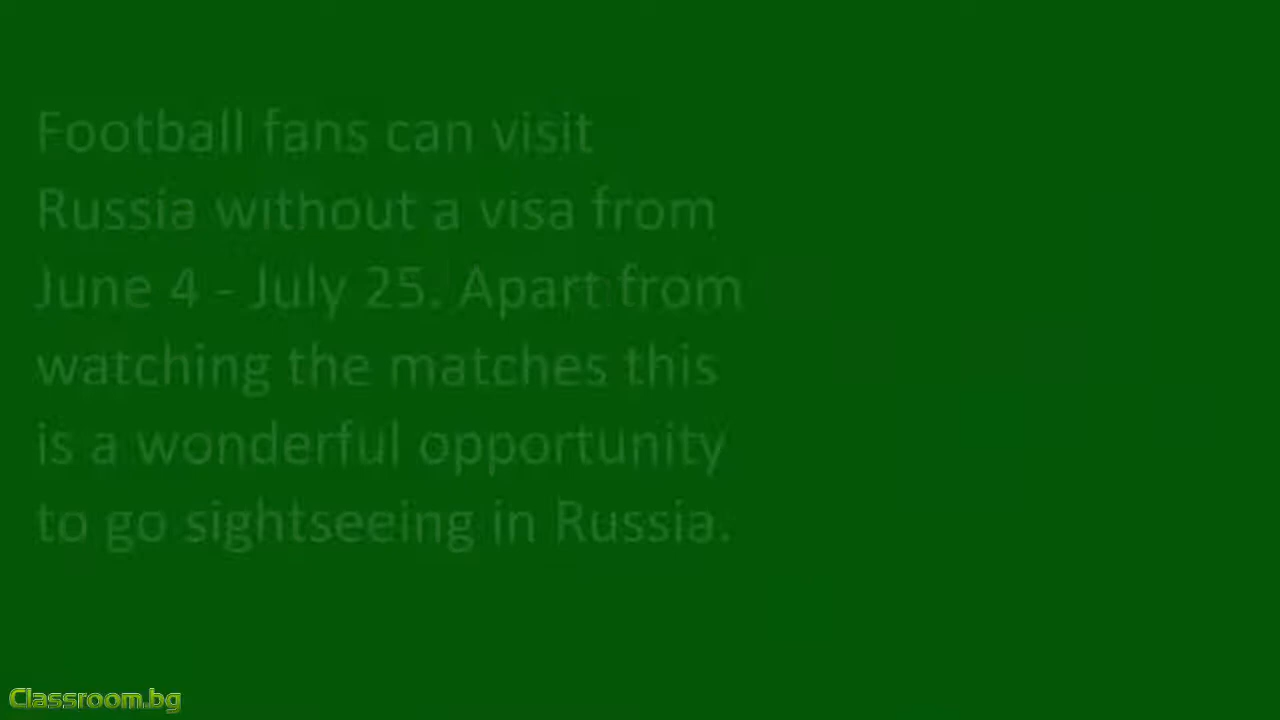 Football fans can visit
Russia without a visa from
June 4 - July 25. Apart from
watching the matches this
is a wonderful opportunity
to go sightseeing in Russia.
Classroom.bg